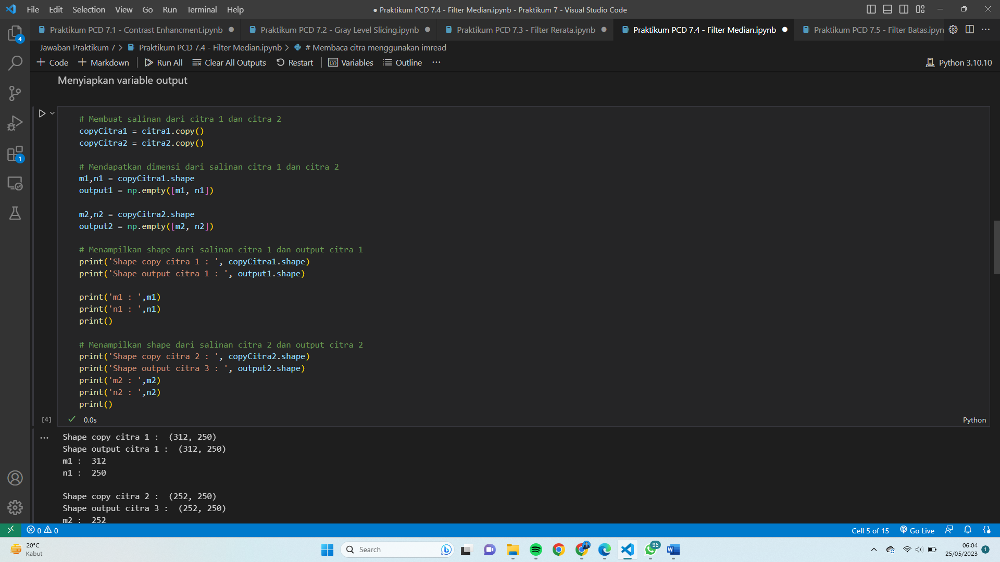 File Edit Selection View Go Run Terminal Help
● Praktikum PCD 7.4 - Filter Median.ipynb - Praktikum 7 - Visual Studio Code
Praktikum PCD 7.1 - Contrast Enhancment.ipynb
Praktikum PCD 7.2 - Gray Level Slicing.ipynb
Praktikum PCD 7.3 - Filter Rerata.ipynb
Praktikum PCD 7.4 - Filter Median.ipynb
Praktikum PCD 7.5 - Filter Batas.ipyn
4
Jawaban Praktikum 7 > Praktikum PCD 7.4 - Filter Median.ipynb > # Membaca citra menggunakan imread
+ Code + Markdown Run All Clear All Outputs Restart Variables Outline ··· Python 3.10.10
Menyiapkan variable output
# Membuat salinan dari citra 1 dan citra 2
copyCitra1 = citra1.copy()
copyCitra2 = citra2.copy()
# Mendapatkan dimensi dari salinan citra 1 dan citra 2
m1,n1 = copyCitra1.shape
output1 = np.empty([m1, n1])
m2,n2 = copyCitra2.shape
output2 = np.empty([m2, n2])
# Menampilkan shape dari salinan citra 1 dan output citra 1
print('Shape copy citra 1 : ', copyCitra1.shape)
print('Shape output citra 1 : ', output1.shape)
print('m1 : ',m1)
print('n1 : ',n1)
print()
# Menampilkan shape dari salinan citra 2 dan output citra 2
print('Shape copy citra 2 : ', copyCitra2.shape)
print('Shape output citra 3 : ', output2.shape)
print('m2 : ',m2)
print('n2 : ',n2)
print()
1
[4] 0.0s Python
Shape copy citra 1 :  (312, 250)
Shape output citra 1 :  (312, 250)
m1 :  312
n1 :  250
Shape copy citra 2 :  (252, 250)
Shape output citra 3 :  (252, 250)
m2 :  252
0 0 Cell 5 of 15 Go Live
20°C
Kabut
Search
96
06:04
25/05/2023
1